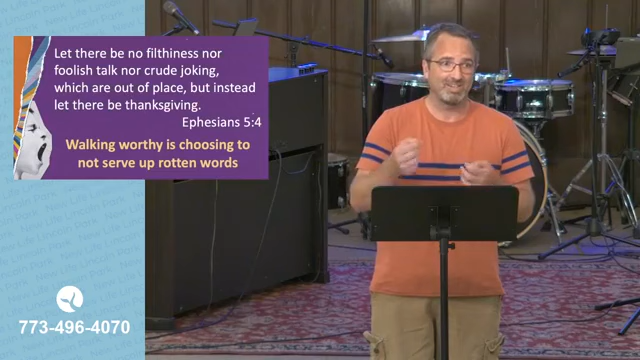 Let there be no filthiness nor
foolish talk nor crude joking,
which are out of place, but instead
let there be thanksgiving.
Ephesians 5:4
Walking worthy is choosing to
not serve up rotten words
773-496-4070